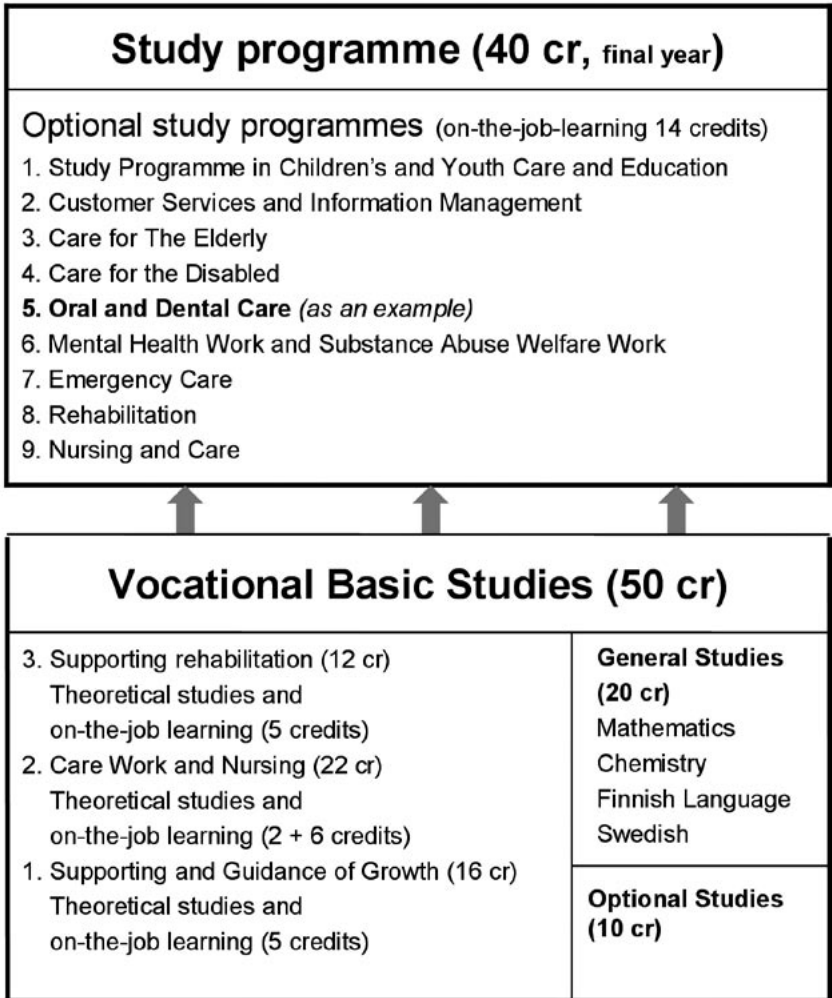 Study programme (40 cr, final year)
Optional study programmes (on-the-job-learning 14 credits)
1. Study Programme in Children's and Youth Care and Education
2. Customer Services and Information Management
3. Care for The Elderly
4. Care for the Disabled
5. Oral and Dental Care (as an example)
6. Mental Health Work and Substance Abuse Welfare Work
7. Emergency Care
8. Rehabilitation
9. Nursing and Care
Vocational Basic Studies (50 cr)
3. Supporting rehabilitation (12 cr)
Theoretical studies and
on-the-job learning (5 credits)
2. Care Work and Nursing (22 cr)
Theoretical studies and
on-the-job learning (2 + 6 credits)
1. Supporting and Guidance of Growth (16 cr)
Theoretical studies and
on-the-job learning (5 credits)
General Studies
(20 cr)
Mathematics
Chemistry
Finnish Language
Swedish
Optional Studies
(10 cr)